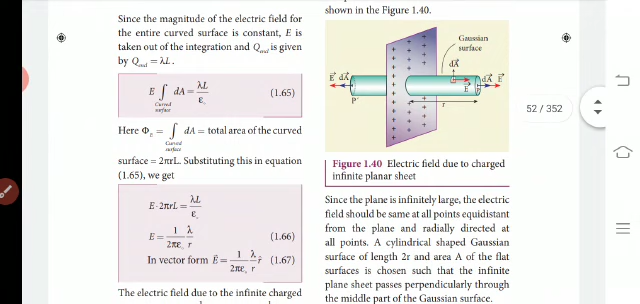 Since the magnitude of the electric field for
the entire curved surface is constant, E is
taken out of the integration and Q_encl is given
by Q_encl = λL.
E ∫ dA = λL/ε∘ (1.65)
Curved
surface
Here Φ_E = ∫ dA = total area of the curved
Curved
surface
surface = 2πrL. Substituting this in equation
(1.65), we get
E·2πrL = λL/ε∘
E = 1/2πε∘ λ/r (1.66)
In vector form E⃗ = 1/2πε∘ λ/r r̂ (1.67)
The electric field due to the infinite charged
shown in the Figure 1.40.
Gaussian
surface
dA⃗
E⃗ dA⃗
E⃗
dA⃗ E⃗
P'
r
Figure 1.40 Electric field due to charged
infinite planar sheet
Since the plane is infinitely large, the electric
field should be same at all points equidistant
from the plane and radially directed at
all points. A cylindrical shaped Gaussian
surface of length 2r and area A of the flat
surfaces is chosen such that the infinite
plane sheet passes perpendicularly through
the middle part of the Gaussian surface.
52 / 352